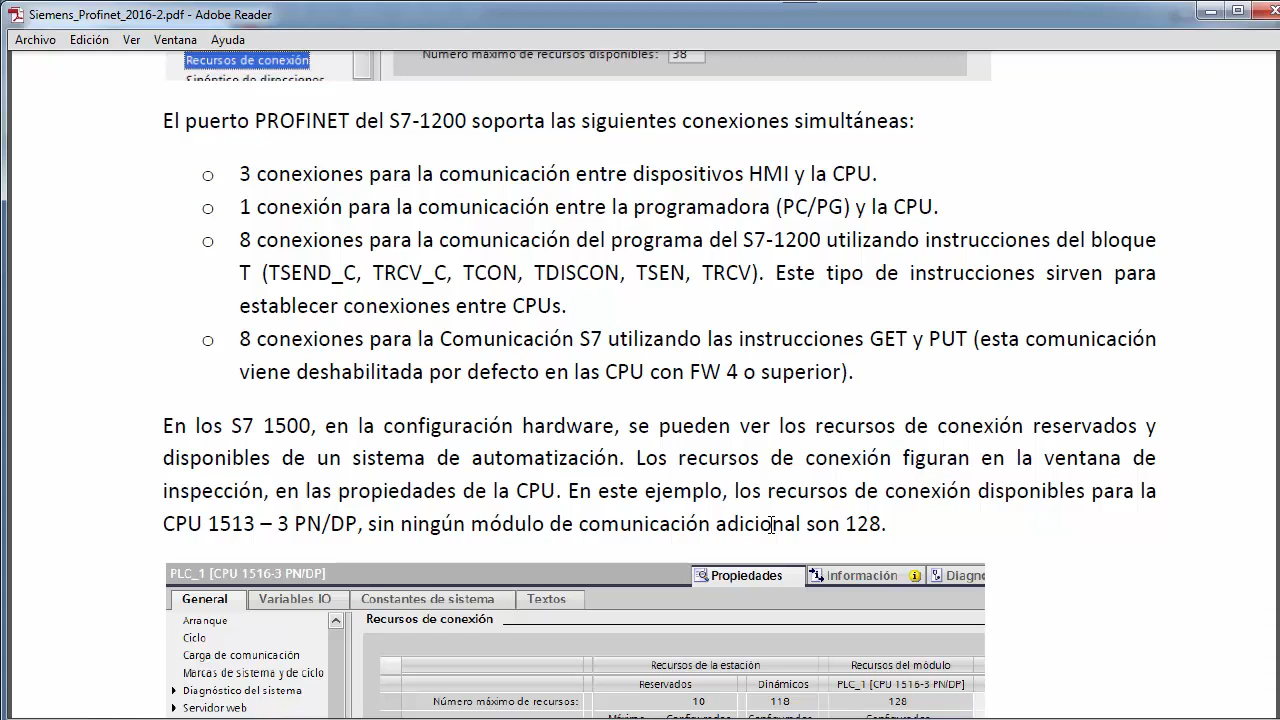 Siemens_Profinet_2016-2.pdf - Adobe Reader
Archivo Edición Ver Ventana Ayuda
Recursos de conexión
Número máximo de recursos disponibles: 38
Sinóptico de direcciones
El puerto PROFINET del S7-1200 soporta las siguientes conexiones simultáneas:
o 3 conexiones para la comunicación entre dispositivos HMI y la CPU.
o 1 conexión para la comunicación entre la programadora (PC/PG) y la CPU.
o 8 conexiones para la comunicación del programa del S7-1200 utilizando instrucciones del bloque
T (TSEND_C, TRCV_C, TCON, TDISCON, TSEN, TRCV). Este tipo de instrucciones sirven para
establecer conexiones entre CPUs.
o 8 conexiones para la Comunicación S7 utilizando las instrucciones GET y PUT (esta comunicación
viene deshabilitada por defecto en las CPU con FW 4 o superior).
En los S7 1500, en la configuración hardware, se pueden ver los recursos de conexión reservados y
disponibles de un sistema de automatización. Los recursos de conexión figuran en la ventana de
inspección, en las propiedades de la CPU. En este ejemplo, los recursos de conexión disponibles para la
CPU 1513 – 3 PN/DP, sin ningún módulo de comunicación adicional son 128.
PLC_1 [CPU 1516-3 PN/DP]
Propiedades Información Diagno
General Variables IO Constantes de sistema Textos
Arranque
Ciclo
Carga de comunicación
Marcas de sistema y de ciclo
Diagnóstico del sistema
Servidor web
Recursos de conexión
Recursos de la estación Recursos del módulo
Reservados Dinámicos PLC_1 [CPU 1516-3 PN/DP]
Número máximo de recursos: 10 118 128
Máximo Configurados Configurados Configurados